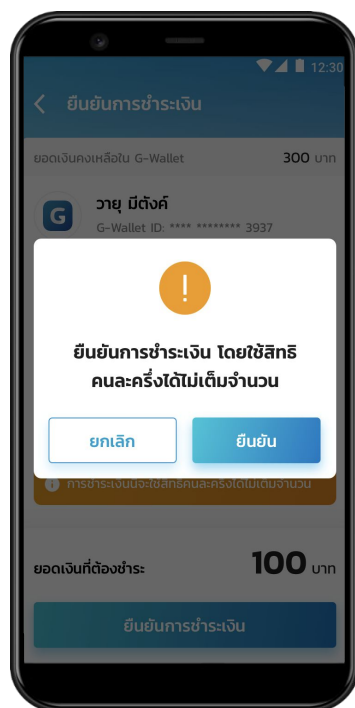 12:30
ยืนยันการชำระเงิน
ยอดเงินคงเหลือใน G-Wallet 300 บาท
G วายุ มีตังค์
G-Wallet ID: **** ******** 3937
!
ยืนยันการชำระเงิน โดยใช้สิทธิ
คนละครึ่งได้ไม่เต็มจำนวน
ยกเลิก ยืนยัน
การชำระเงินนี้จะใช้สิทธิคนละครึ่งได้ไม่เต็มจำนวน
ยอดเงินที่ต้องชำระ 100 บาท
ยืนยันการชำระเงิน